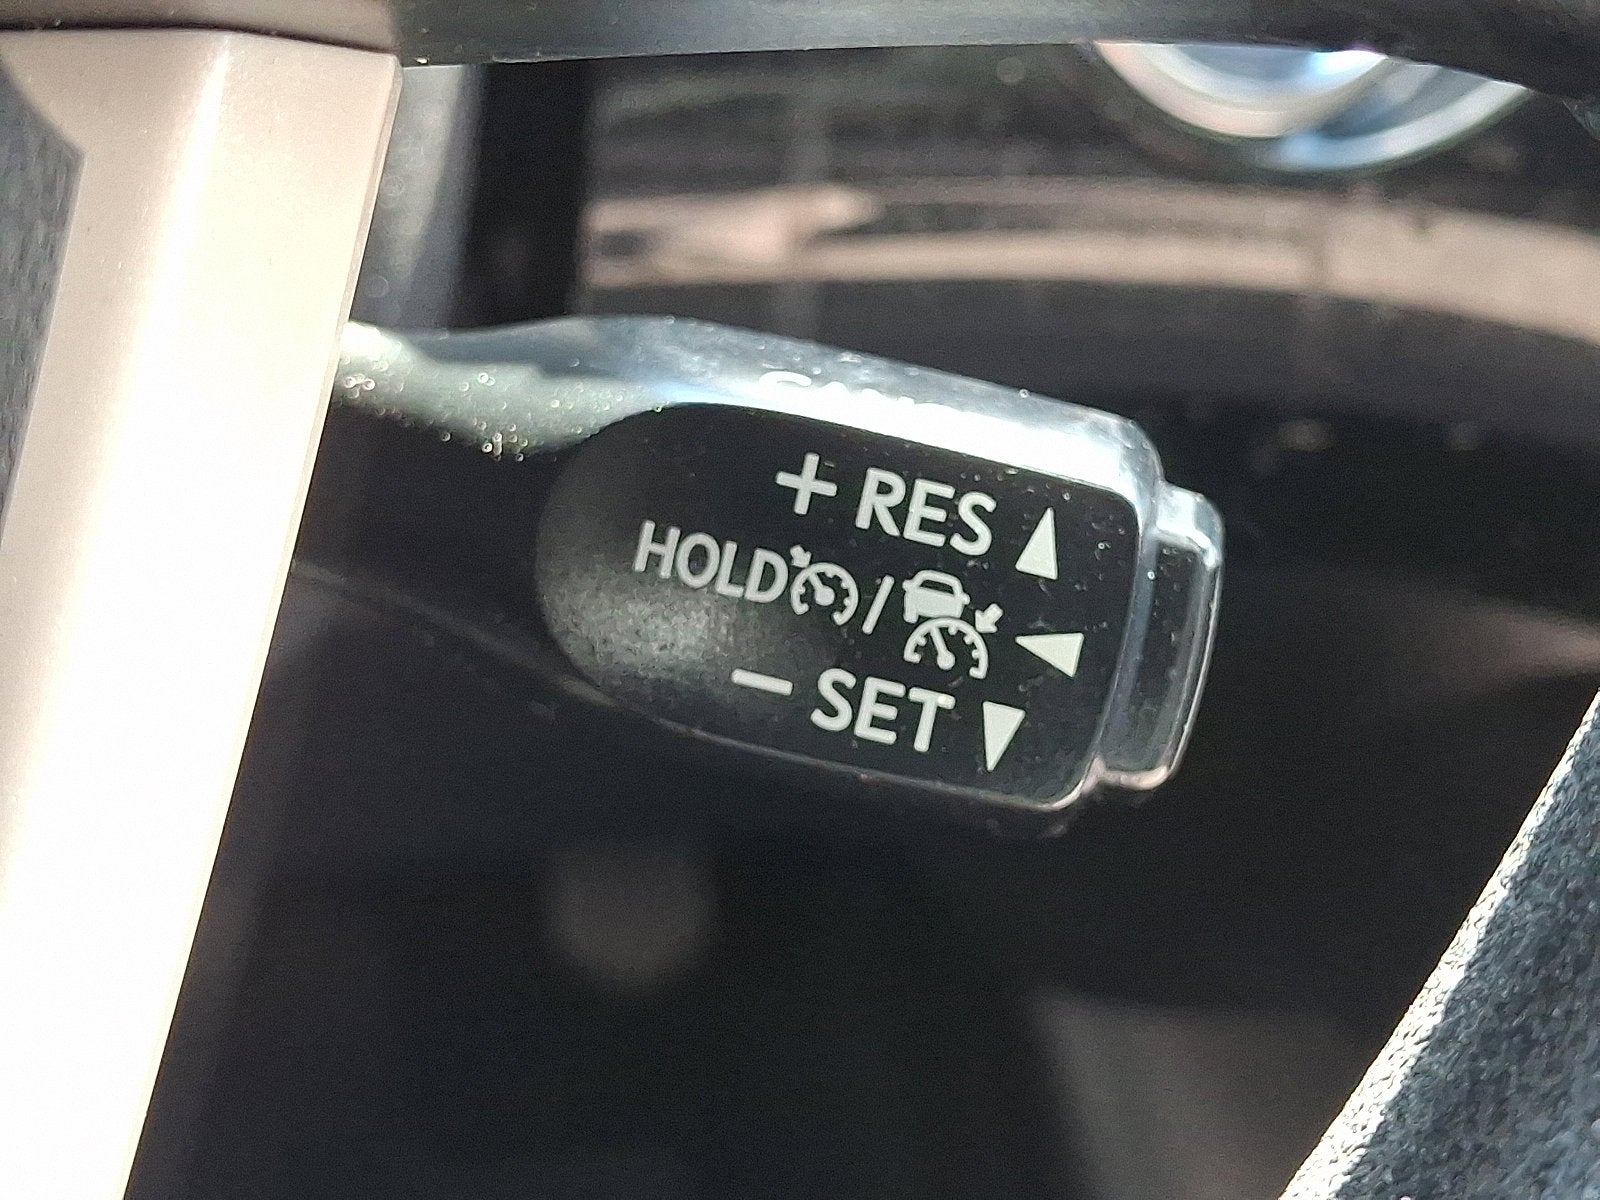 + RES
HOLD /
− SET